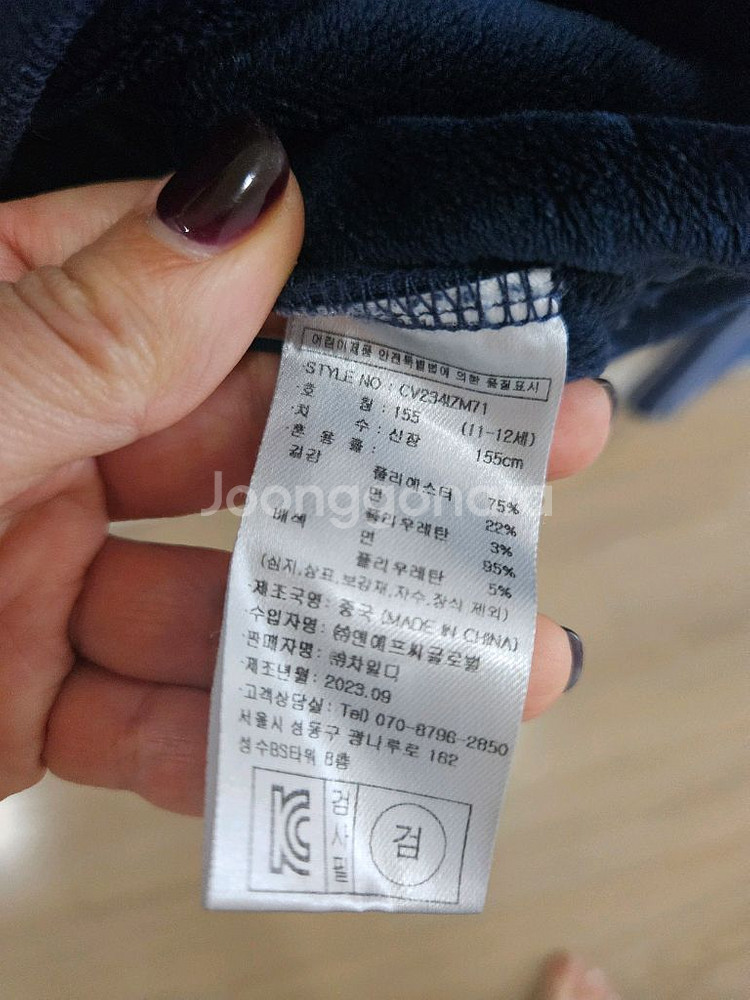 어린이제품 안전특별법에 의한 품질표시
STYLE NO : CV234IZM71
·호 칭 : 155 (11-12세)
·치 수 : 신장 155cm
·혼 용 률 :
겉감 폴리에스터 75%
면 22%
폴리우레탄 3%
배색 면 95%
폴리우레탄 5%
(심지,상표,보강재,자수,장식 제외)
·제조국명 : 중국 (MADE IN CHINA)
·수입자명 : ㈜엔에프씨글로벌
·판매자명 : ㈜차일디
·제조년월 : 2023.09
·고객상담실 : Tel) 070-8796-2850
서울시 성동구 광나루로 162
성수BS타워 8층
검사필
검
Joonggonara